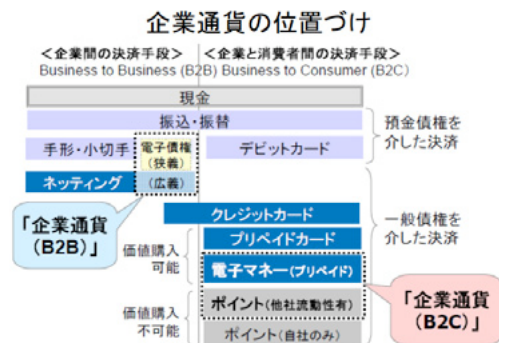 企業通貨の位置づけ
<企業間の決済手段> <企業と消費者間の決済手段>
Business to Business (B2B) Business to Consumer (B2C)
現金
振込・振替
手形・小切手
電子債権
(狭義)
デビットカード
預金債権を
介した決済
ネッティング
(広義)
「企業通貨
(B2B)」
クレジットカード
プリペイドカード
一般債権を
介した決済
価値購入
可能
電子マネー(プリペイド)
ポイント(他社流動性有)
「企業通貨
(B2C)」
価値購入
不可能
ポイント(自社のみ)